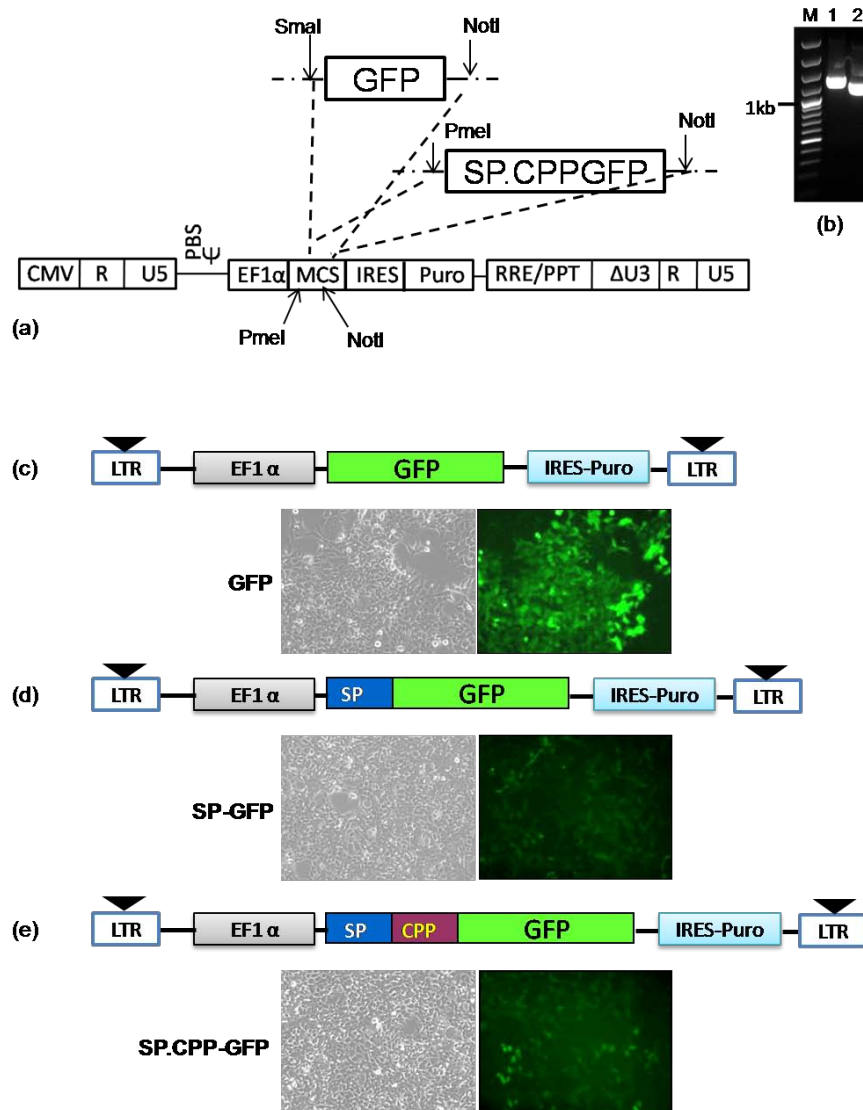 SmaI
NotI
GFP
PmeI
NotI
SP.CPPGFP
PBS
Ψ
CMV R U5
EF1α MCS IRES Puro
RRE/PPT ΔU3 R U5
PmeI
NotI
(a)
M 1 2
1kb
(b)
(c)
LTR EF1 α GFP IRES-Puro LTR
GFP
(d)
LTR EF1 α SP GFP IRES-Puro LTR
SP-GFP
(e)
LTR EF1 α SP CPP GFP IRES-Puro LTR
SP.CPP-GFP